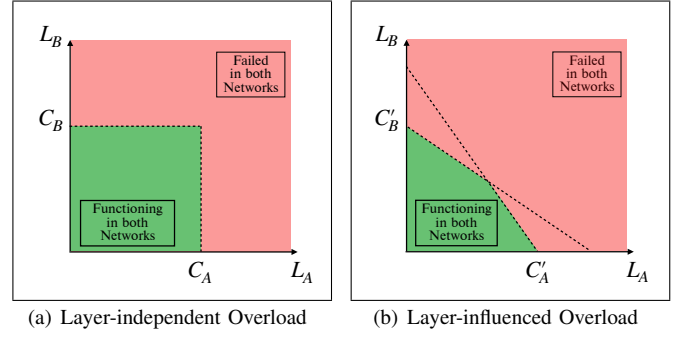 L_B
Failed
in both
Networks
C_B
Functioning
in both
Networks
C_A
L_A
(a) Layer-independent Overload
L_B
Failed
in both
Networks
C′_B
Functioning
in both
Networks
C′_A
L_A
(b) Layer-influenced Overload